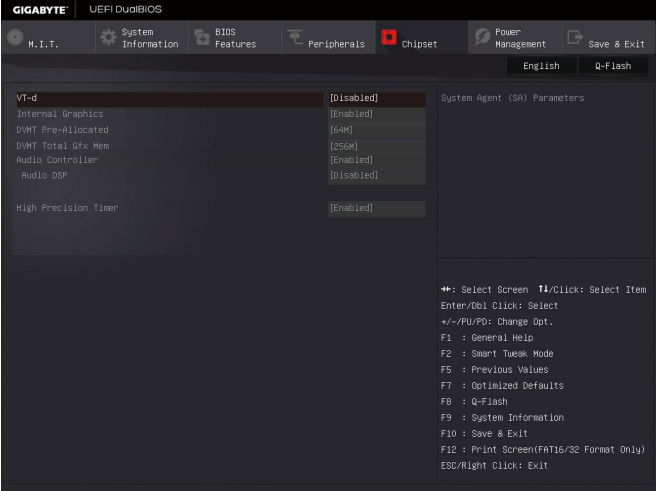 GIGABYTE™ UEFI DualBIOS
M.I.T. System Information BIOS Features Peripherals Chipset Power Management Save & Exit
English Q-Flash
VT-d [Disabled] System Agent (SA) Parameters
Internal Graphics [Enabled]
DVMT Pre-Allocated [64M]
DVMT Total Gfx Mem [256M]
Audio Controller [Enabled]
Audio DSP [Disabled]
High Precision Timer [Enabled]
→←: Select Screen ↑↓/Click: Select Item
Enter/Dbl Click: Select
+/-/PU/PD: Change Opt.
F1 : General Help
F2 : Smart Tweak Mode
F5 : Previous Values
F7 : Optimized Defaults
F8 : Q-Flash
F9 : System Information
F10 : Save & Exit
F12 : Print Screen(FAT16/32 Format Only)
ESC/Right Click: Exit